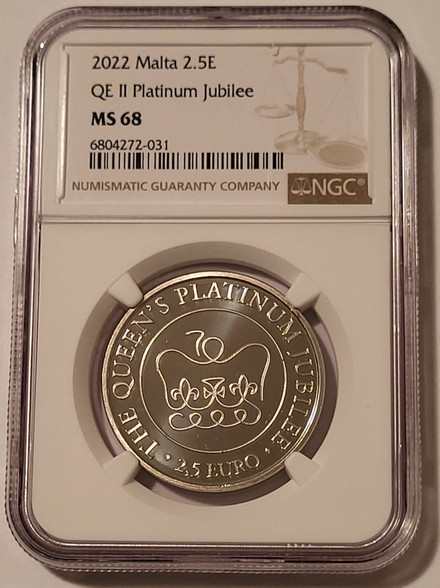 2022 Malta 2.5E
QE II Platinum Jubilee
MS 68
6804272-031
NUMISMATIC GUARANTY COMPANY
NGC®
THE QUEEN'S PLATINUM JUBILEE
70
• 2,5 EURO •